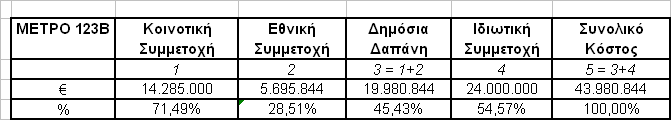 ΜΕΤΡΟ 123Β Κοινοτική Συμμετοχή Εθνική Συμμετοχή Δημόσια Δαπάνη Ιδιωτική Συμμετοχή Συνολικό Κόστος
1 2 3 = 1+2 4 5 = 3+4
€ 14.285.000 5.695.844 19.980.844 24.000.000 43.980.844
% 71,49% 28,51% 45,43% 54,57% 100,00%